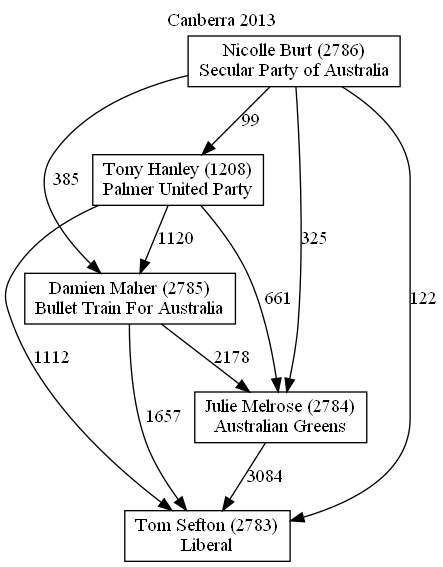 Canberra 2013
Nicolle Burt (2786)
Secular Party of Australia
99
Tony Hanley (1208)
Palmer United Party
385
1120
325
Damien Maher (2785)
Bullet Train For Australia
661
122
1112
2178
Julie Melrose (2784)
Australian Greens
1657
3084
Tom Sefton (2783)
Liberal